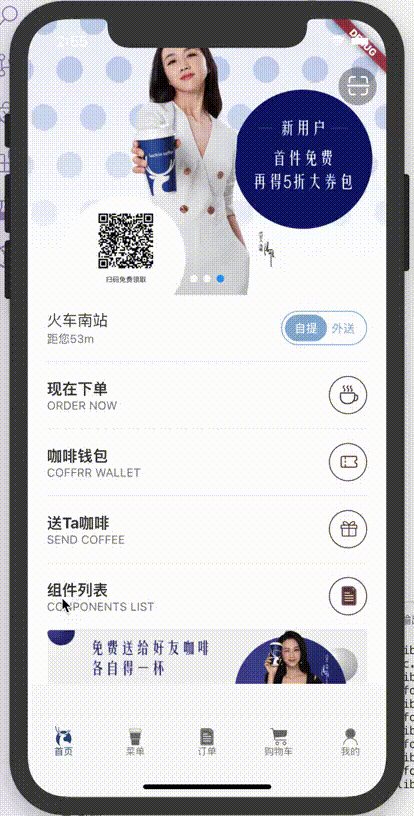 DEBUG
新用户
首件免费
再得5折大券包
扫码免费领取
火车南站
距您53m
自提
外送
现在下单
ORDER NOW
咖啡钱包
COFFRR WALLET
送Ta咖啡
SEND COFFEE
组件列表
CONPONENTS LIST
免费送给好友咖啡
各自得一杯
首页
菜单
订单
购物车
我的